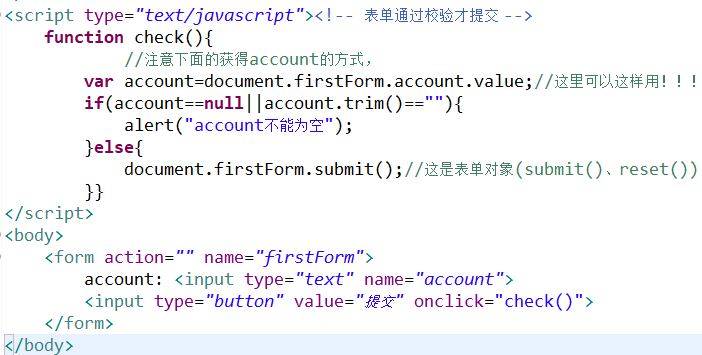 <script type="text/javascript"><!-- 表单通过校验才提交 -->
function check(){
//注意下面的获得account的方式,
var account=document.firstForm.account.value;//这里可以这样用!!!
if(account==null||account.trim()==""){
alert("account不能为空");
}else{
document.firstForm.submit();//这是表单对象(submit()、reset())
}}
</script>
<body>
<form action="" name="firstForm">
account: <input type="text" name="account">
<input type="button" value="提交" onclick="check()">
</form>
</body>